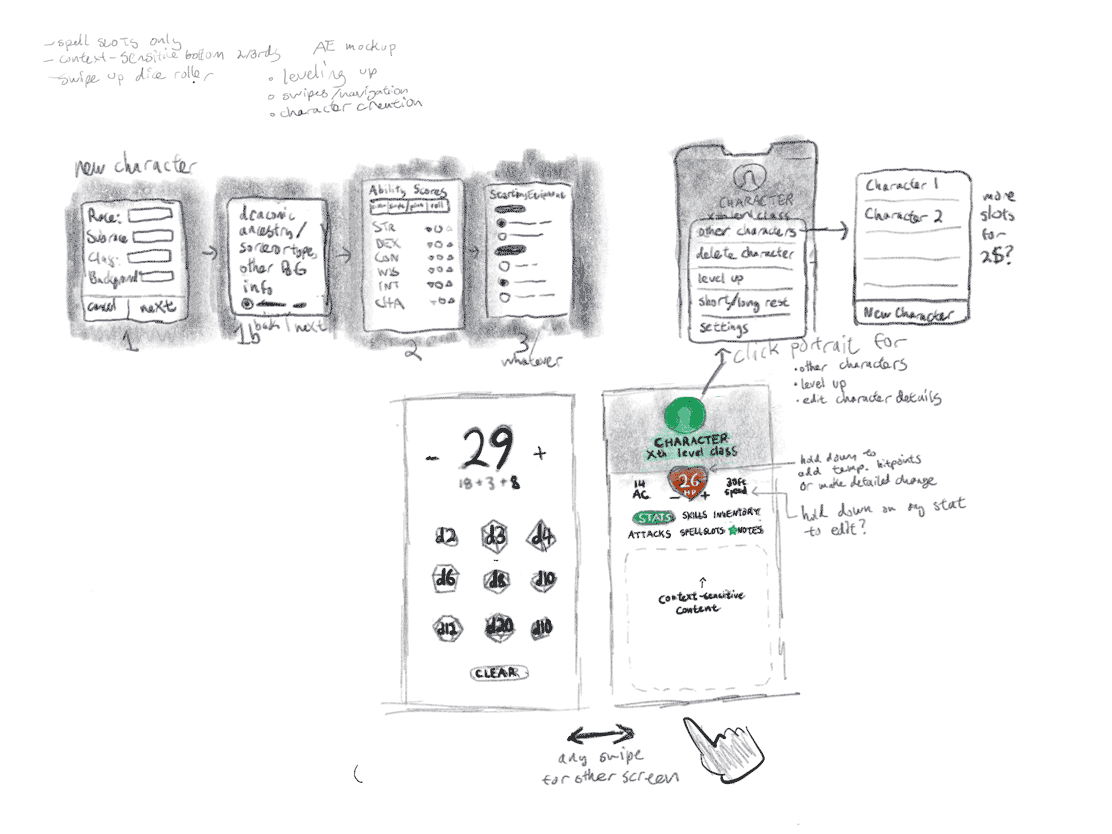 - spell slots only
- context-sensitive bottom 2/3rds
- swipe up dice roller
AE mockup
• leveling up
• swipes/navigation
• character creation
new character
Race:
Subrace
Class:
Background
cancel
next
1
draconic
ancestry/
sorceror type,
other BG
info
back
next
1b
Ability Scores
roll
STR
DEX
CON
WIS
INT
CHA
2
Starting Equipment
3/
whatever
CHARACTER
Xth level class
other characters
delete character
level up
short/long rest
settings
Character 1
Character 2
New Character
more
slots
for
2$?
click portrait for
• other characters
• level up
• edit character details
- 29 +
18 + 3 + 8
d2 d3 d4
d6 d8 d10
d12 d20 d10
CLEAR
CHARACTER
Xth level class
14
AC
26
HP
- +
30ft
speed
STATS SKILLS INVENTORY
ATTACKS SPELLSLOTS NOTES
↑
Context-sensitive
Content
hold down to
add temp. hitpoints
or make detailed change
hold down on any stat
to edit?
any swipe
for other screen